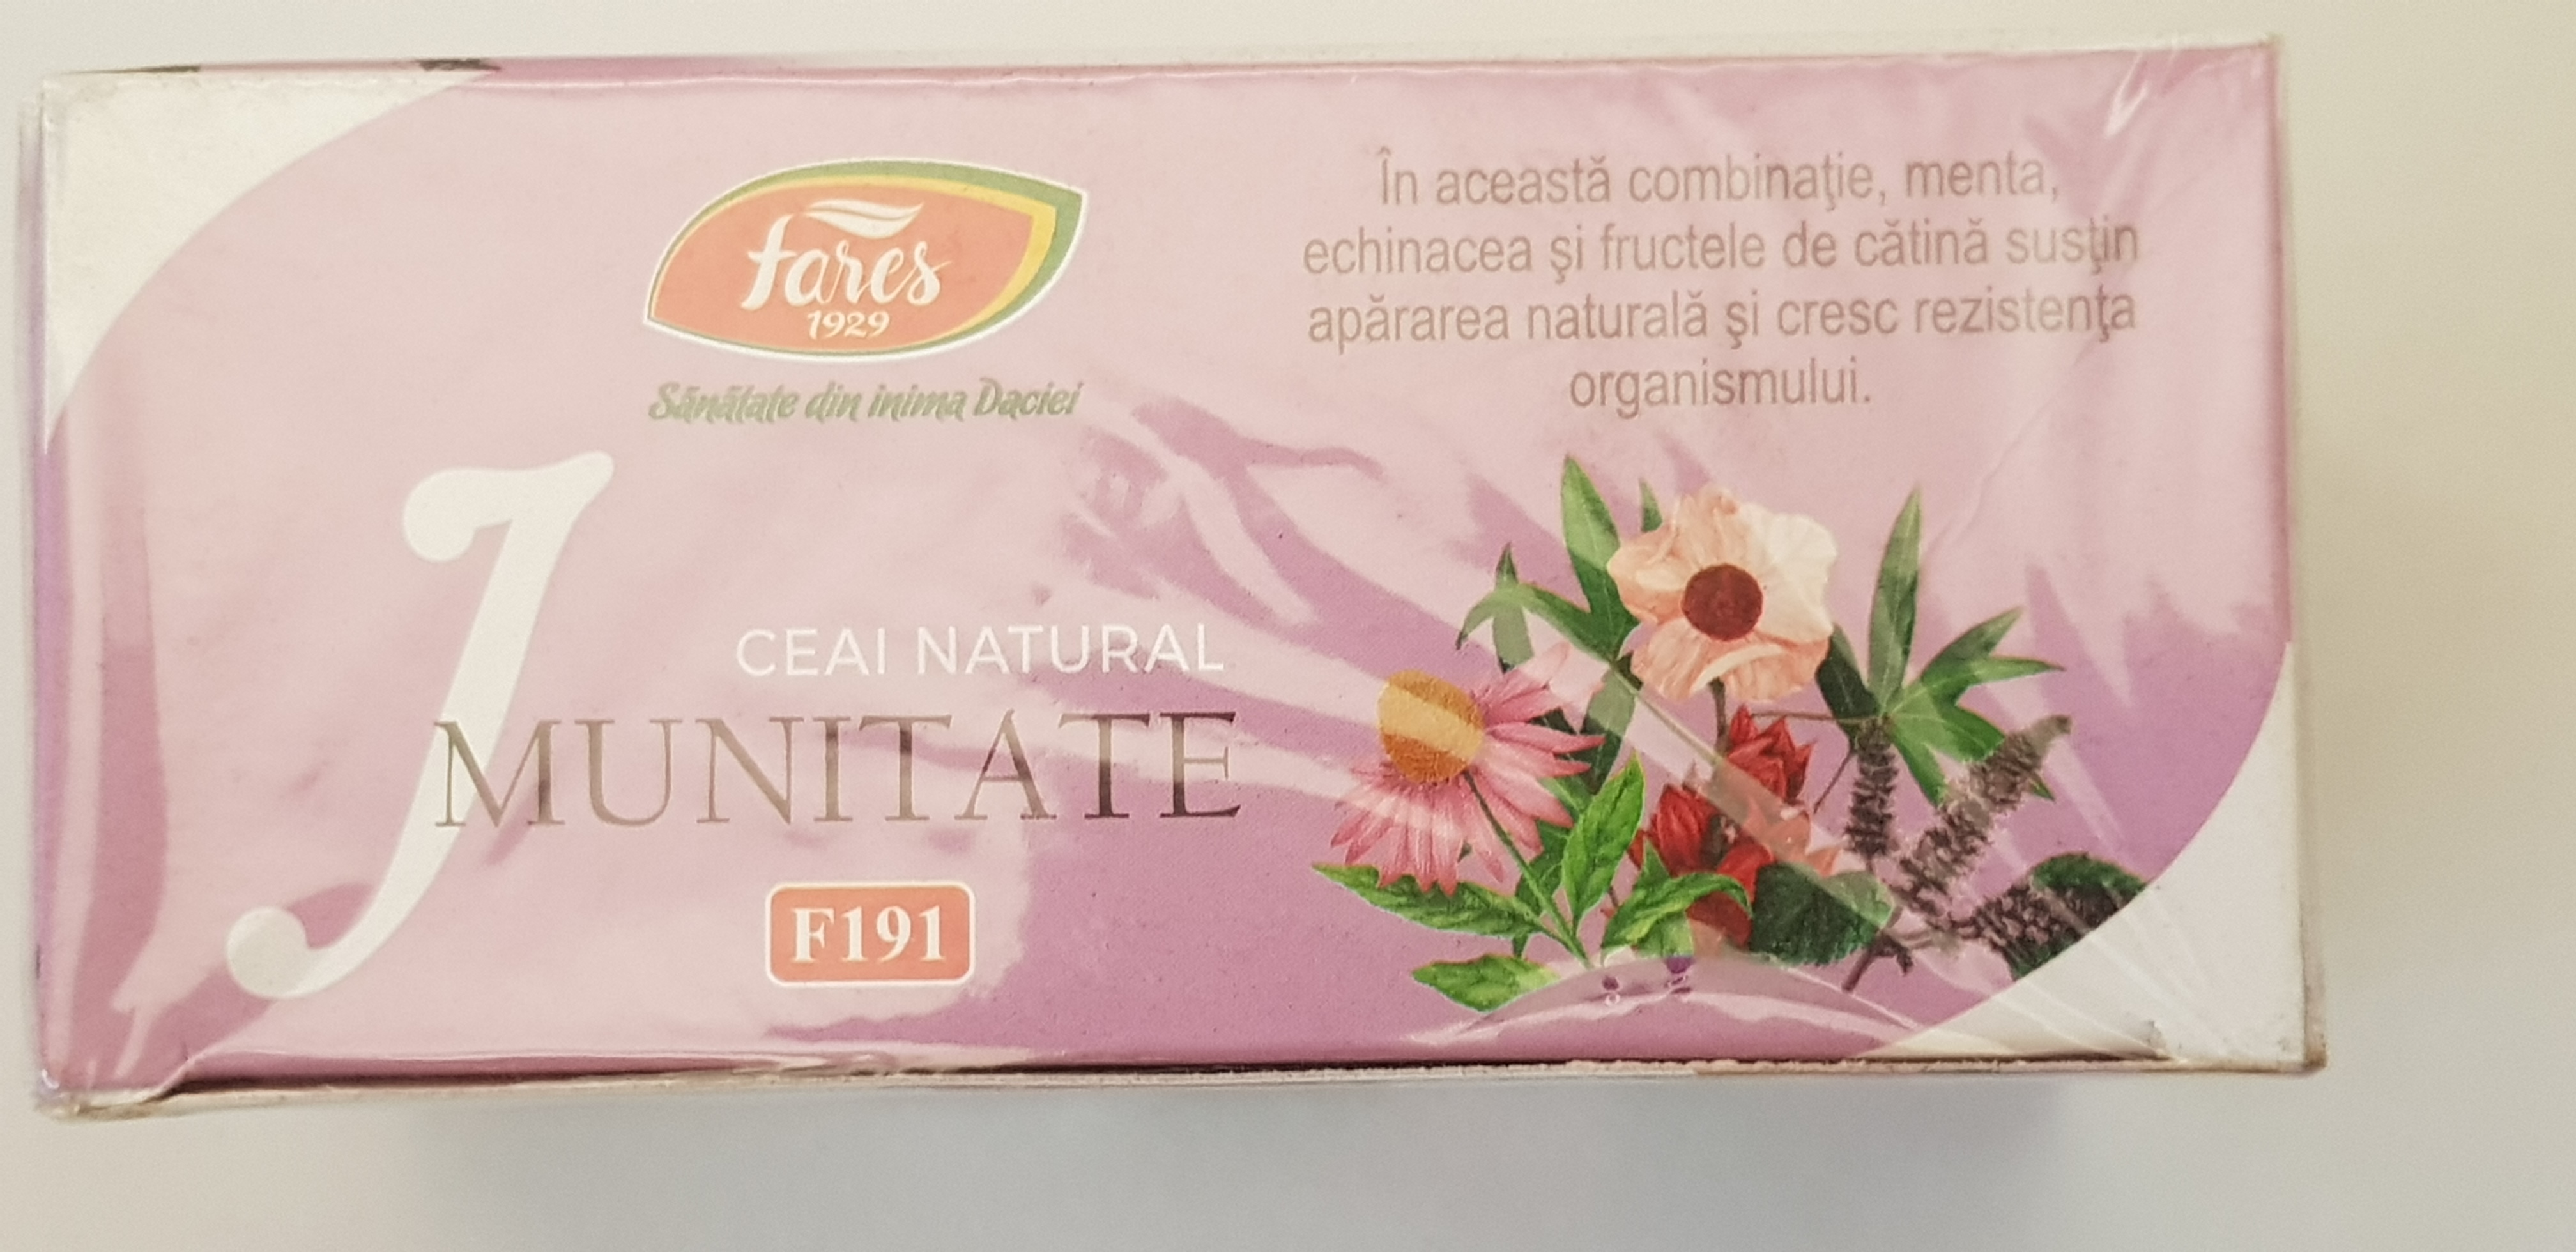 fares
1929
Sănătate din inima Daciei
În această combinaţie, menta,
echinacea şi fructele de cătină susţin
apărarea naturală şi cresc rezistenţa
organismului.
CEAI NATURAL
IMUNITATE
F191